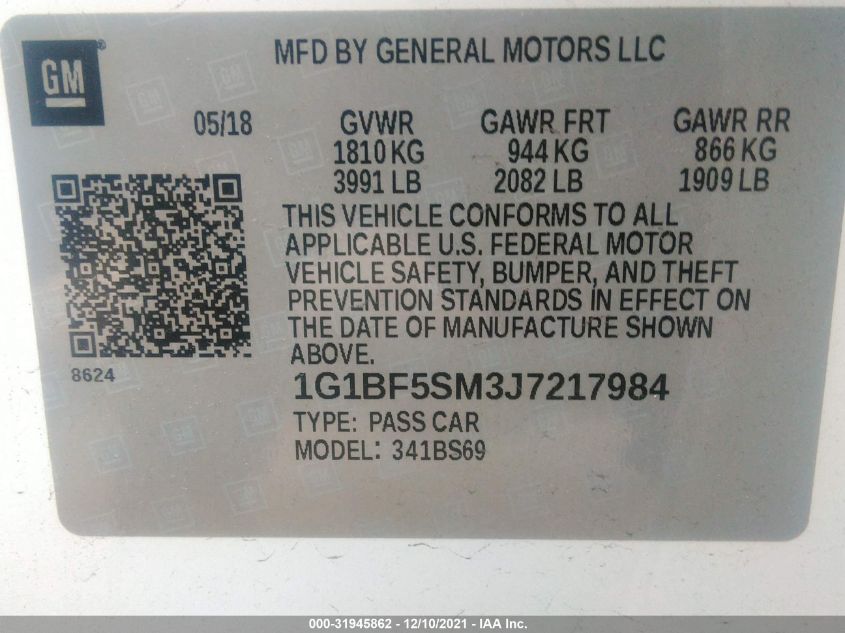 GM®
MFD BY GENERAL MOTORS LLC
05/18 GVWR GAWR FRT GAWR RR
1810 KG 944 KG 866 KG
3991 LB 2082 LB 1909 LB
THIS VEHICLE CONFORMS TO ALL
APPLICABLE U.S. FEDERAL MOTOR
VEHICLE SAFETY, BUMPER, AND THEFT
PREVENTION STANDARDS IN EFFECT ON
THE DATE OF MANUFACTURE SHOWN
ABOVE.
8624
1G1BF5SM3J7217984
TYPE: PASS CAR
MODEL: 341BS69
000-31945862 - 12/10/2021 - IAA Inc.